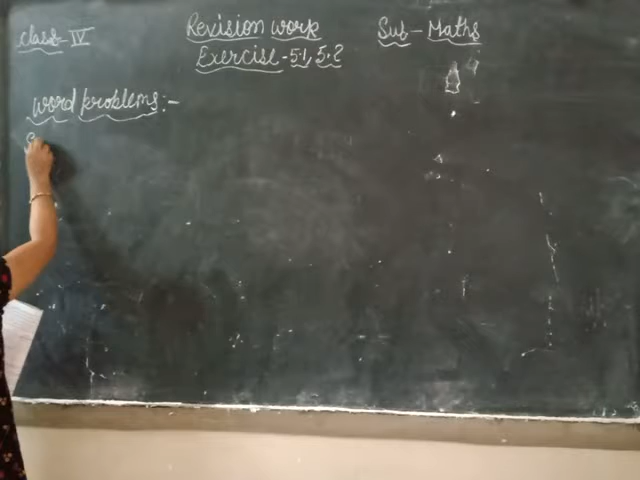 Class - IV Revision work Sub - Maths
Exercise - 5.1, 5.2
Word problems : -